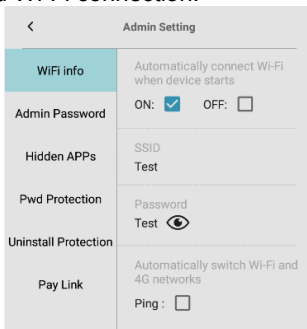 Admin Setting
WiFi info
Admin Password
Hidden APPs
Pwd Protection
Uninstall Protection
Pay Link
Automatically connect Wi-Fi
when device starts
ON: OFF:
SSID
Test
Password
Test
Automatically switch Wi-Fi and
4G networks
Ping :